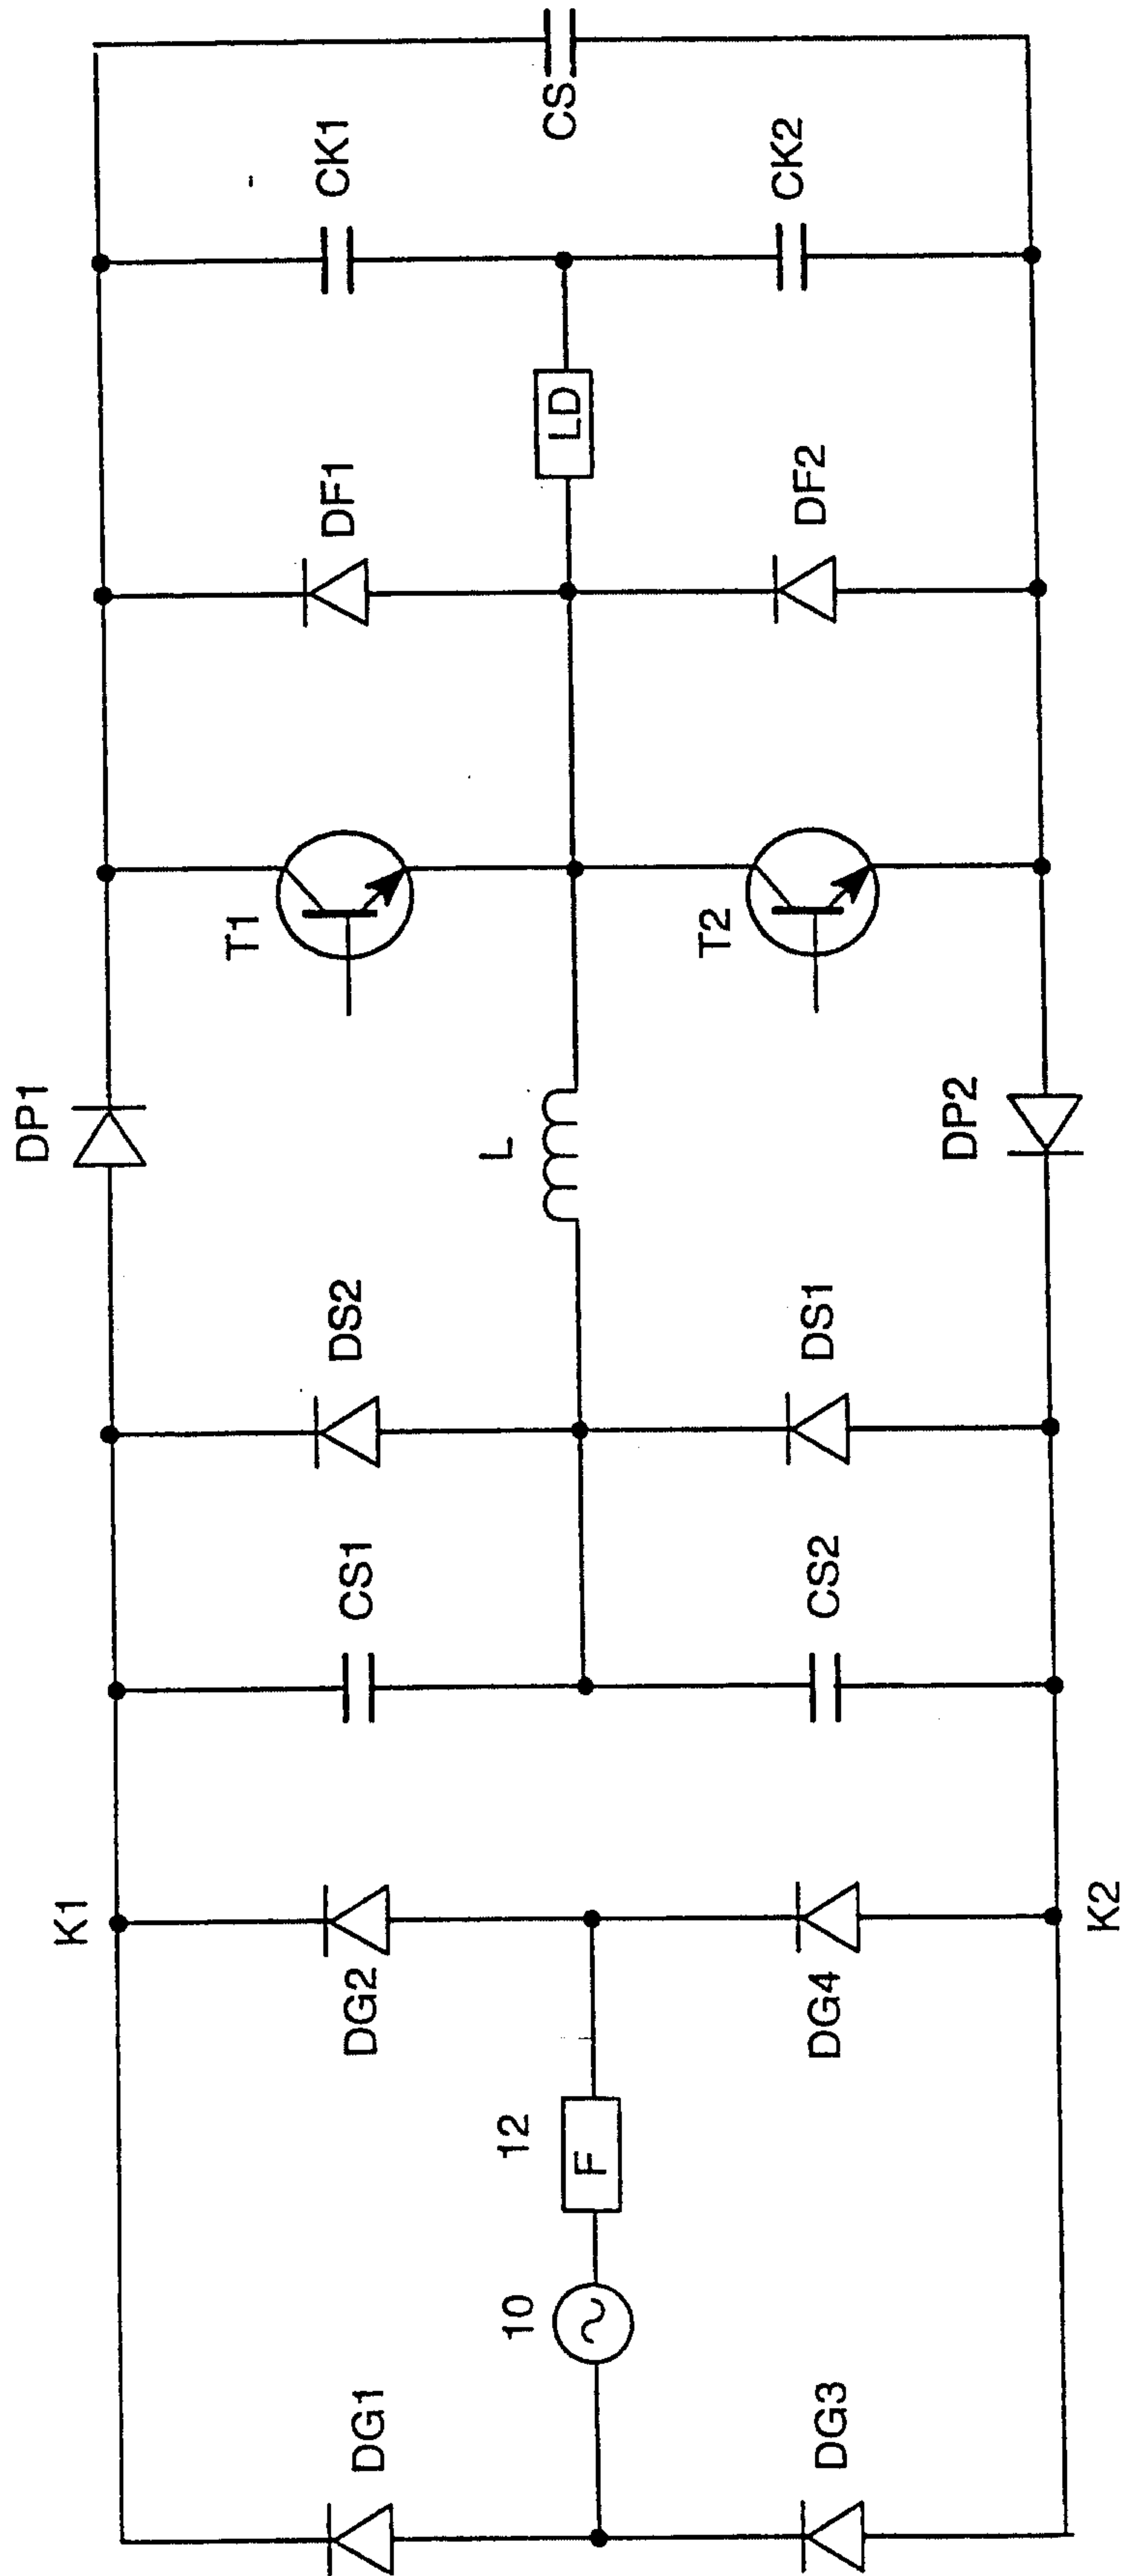 K1
DP1
DG1
DG2
CS1
DS2
T1
DF1
CK1
10
12
F
L
LD
CS
DG3
DG4
CS2
DS1
T2
DF2
CK2
K2
DP2